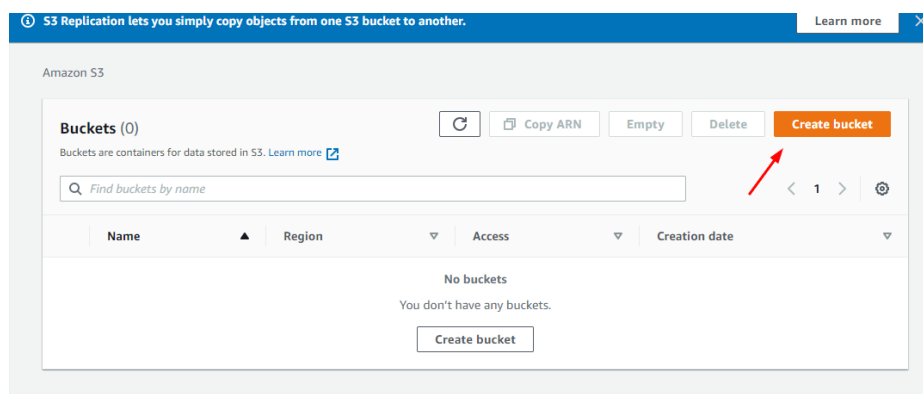 S3 Replication lets you simply copy objects from one S3 bucket to another. Learn more
Amazon S3
Buckets (0) Copy ARN Empty Delete Create bucket
Buckets are containers for data stored in S3. Learn more
Find buckets by name 1
Name Region Access Creation date
No buckets
You don't have any buckets.
Create bucket